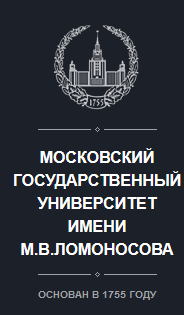 1755
МОСКОВСКИЙ
ГОСУДАРСТВЕННЫЙ
УНИВЕРСИТЕТ
ИМЕНИ
М.В.ЛОМОНОСОВА
ОСНОВАН В 1755 ГОДУ